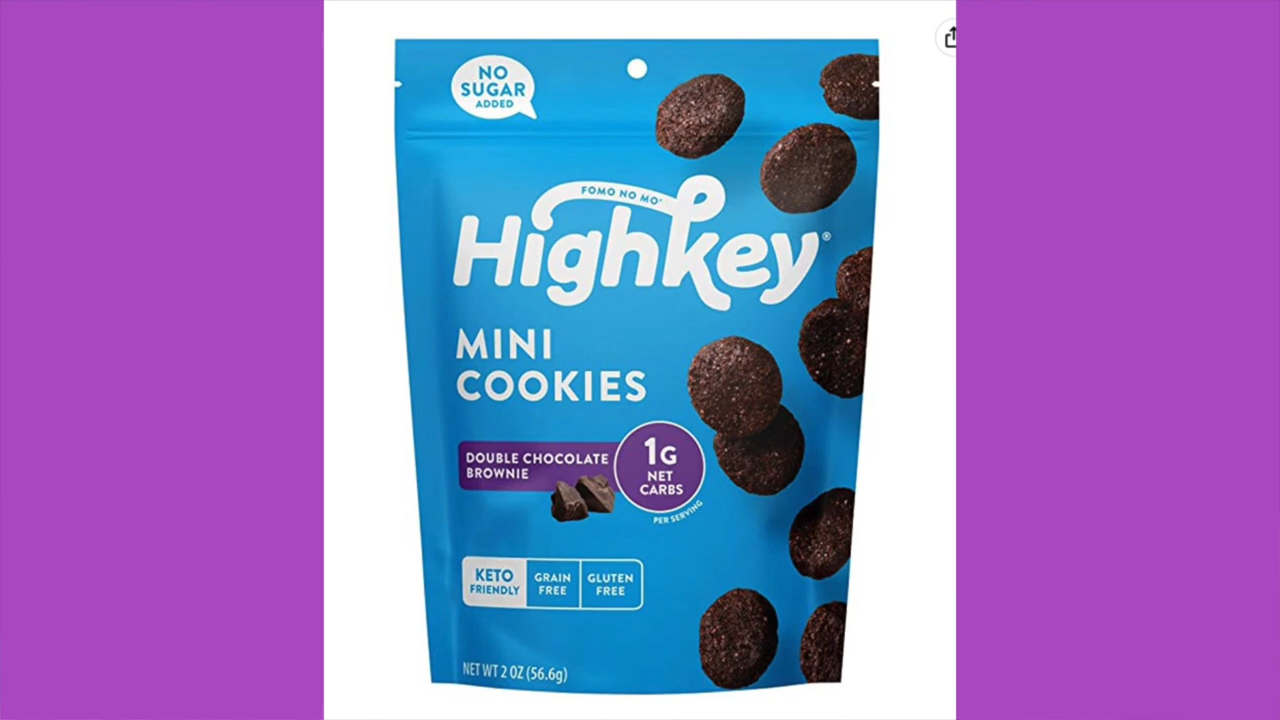 NO
SUGAR
ADDED
FOMO NO MO'
Highkey®
MINI
COOKIES
DOUBLE CHOCOLATE
BROWNIE
1G
NET
CARBS
PER SERVING
KETO
FRIENDLY
GRAIN
FREE
GLUTEN
FREE
NET WT 2 OZ (56.6g)